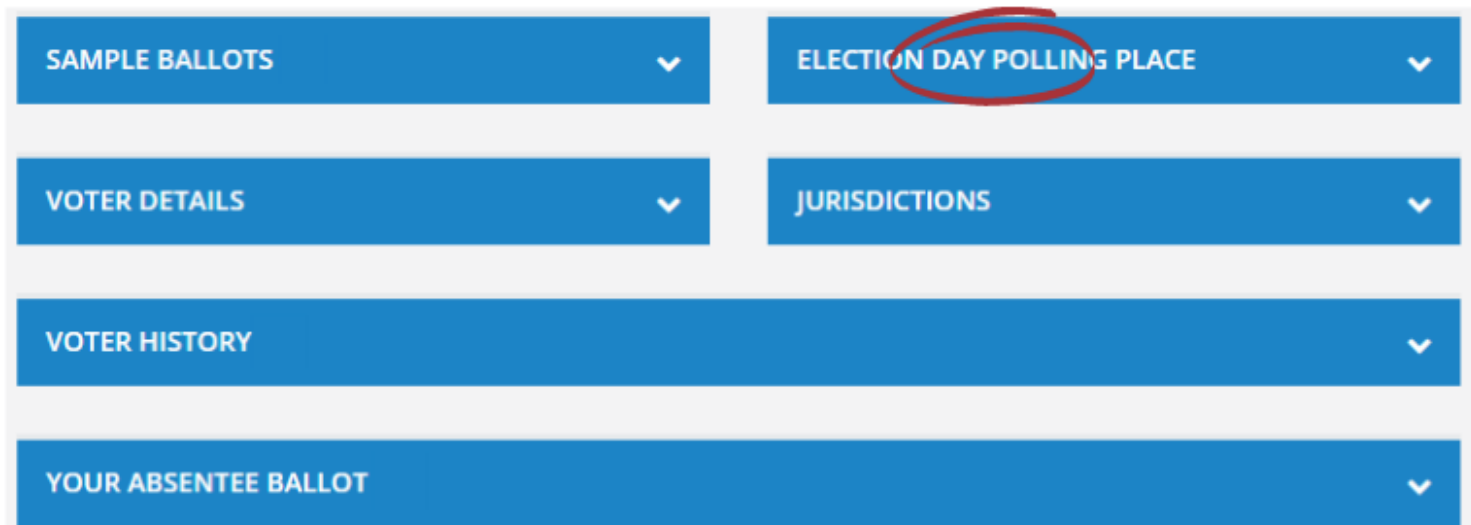 SAMPLE BALLOTS
ELECTION DAY POLLING PLACE
VOTER DETAILS
JURISDICTIONS
VOTER HISTORY
YOUR ABSENTEE BALLOT